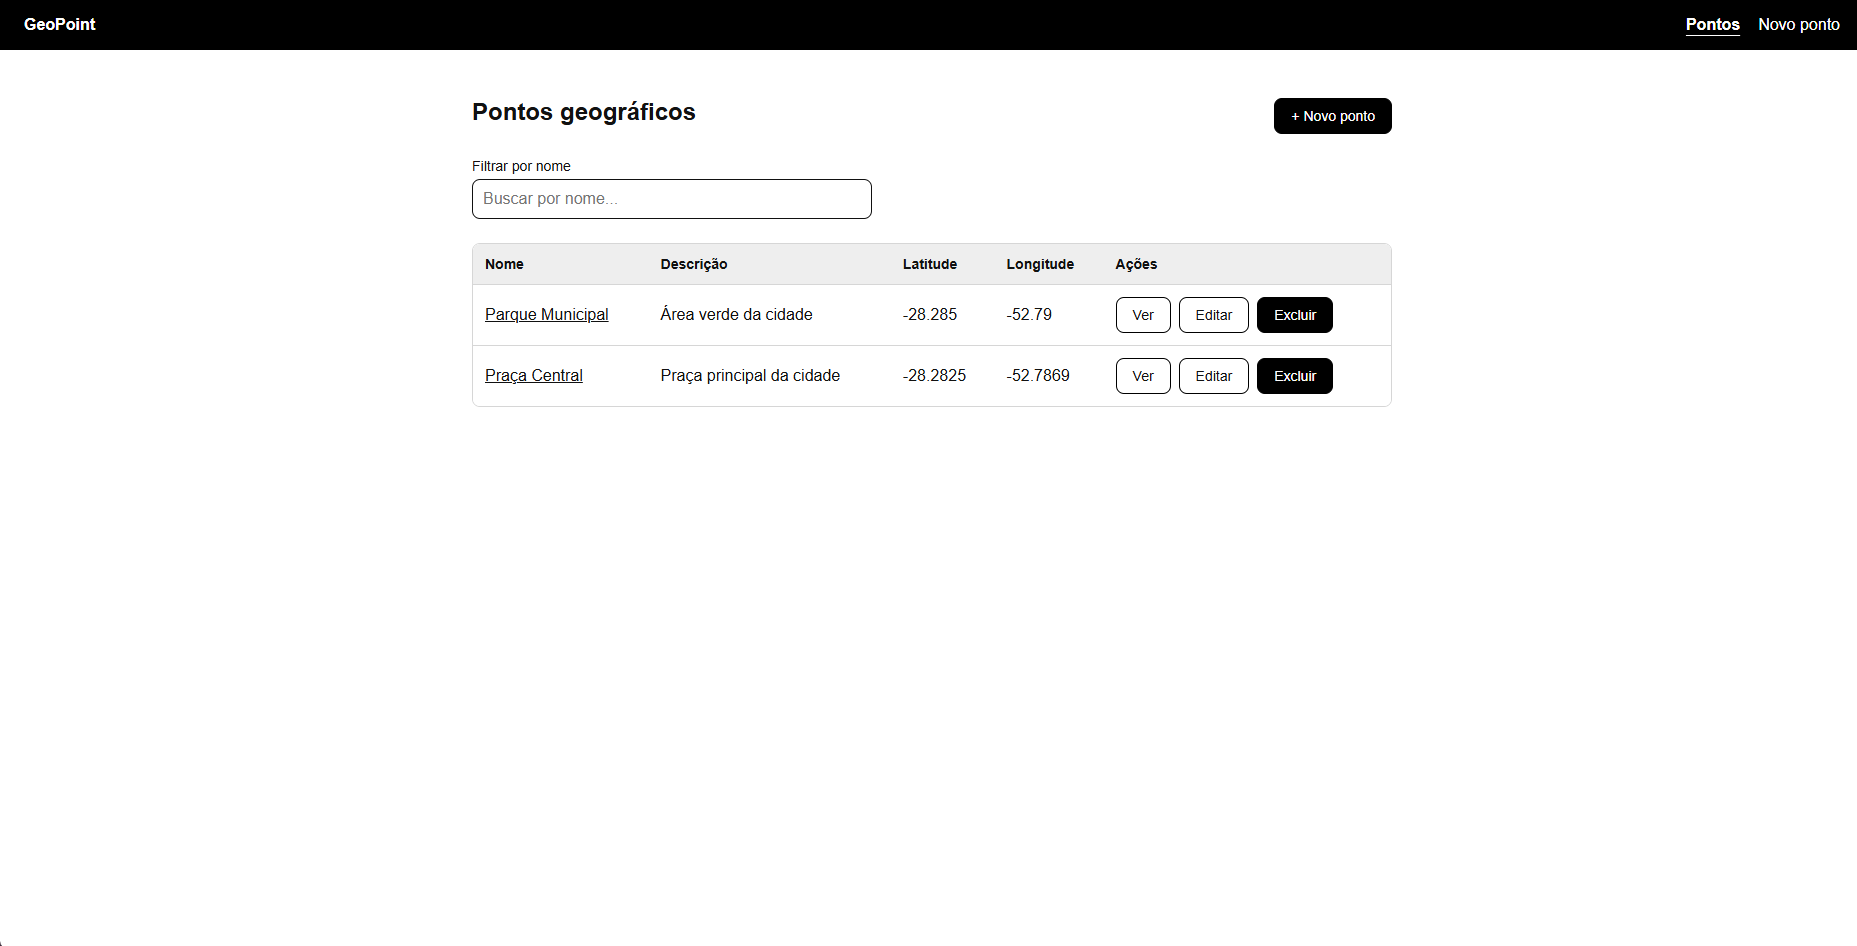 GeoPoint Pontos Novo ponto
Pontos geográficos + Novo ponto
Filtrar por nome
Buscar por nome...
Nome Descrição Latitude Longitude Ações
Parque Municipal Área verde da cidade -28.285 -52.79 Ver Editar Excluir
Praça Central Praça principal da cidade -28.2825 -52.7869 Ver Editar Excluir